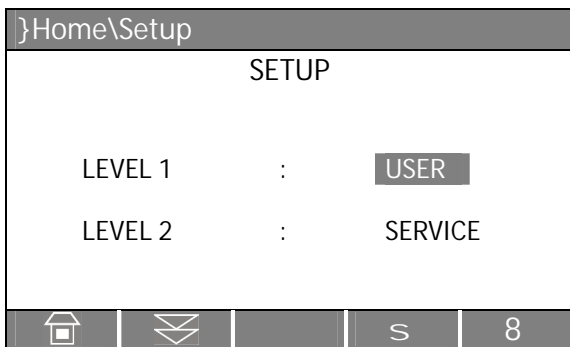 }Home\Setup
SETUP
LEVEL 1 : USER
LEVEL 2 : SERVICE
s 8